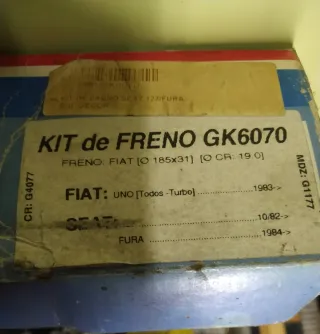 KIT de FRENO GK6070
FRENO: FIAT [Ø 185x31] [Ø CR: 19.0]
FIAT: UNO [Todos -Turbo] 1983->
SEAT: 10/82->
FURA 1984->
CR: G4077
MDZ: G1177